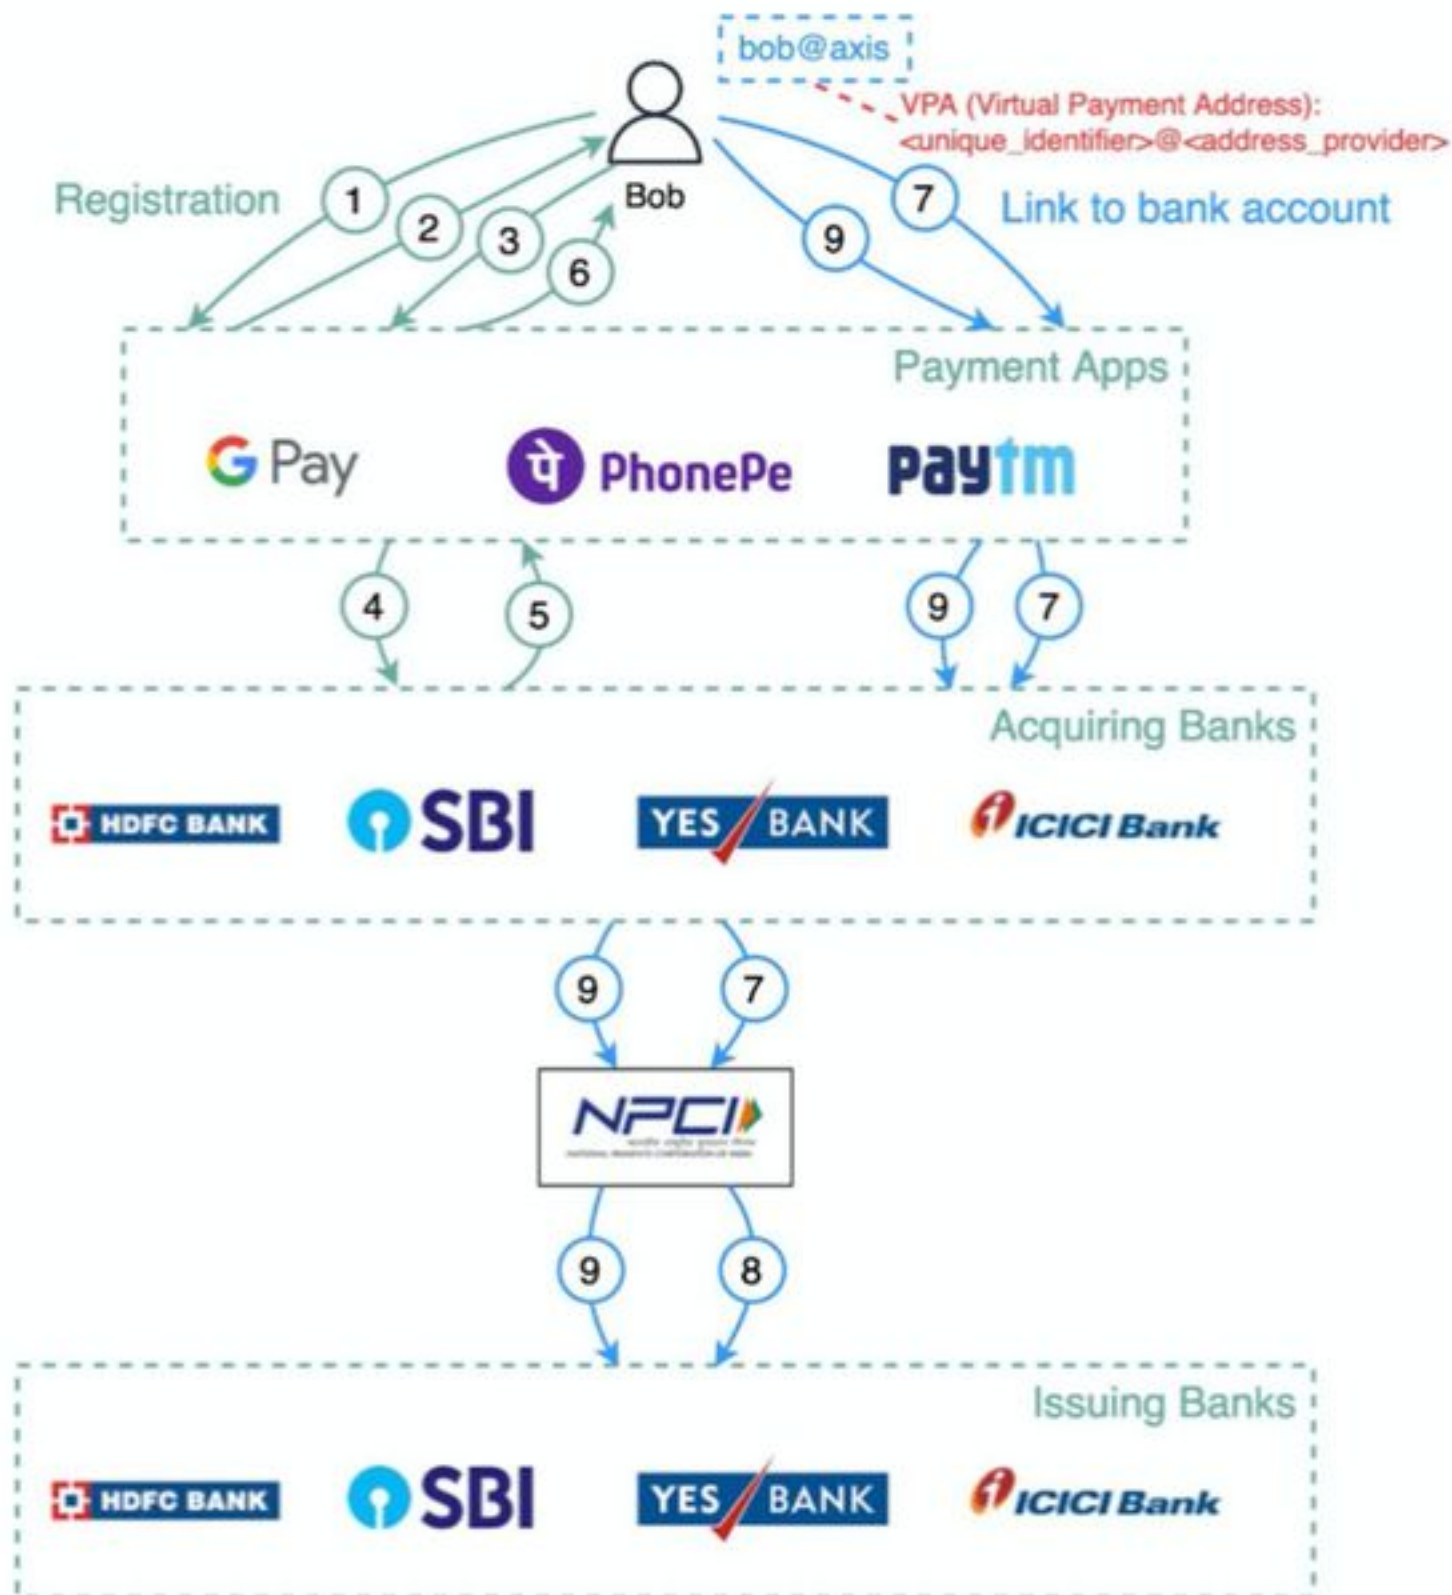 bob@axis
VPA (Virtual Payment Address):
<unique_identifier>@<address_provider>
Registration
1
2
3
6
Bob
9
7
Link to bank account
Payment Apps
G Pay
पे PhonePe
paytm
4
5
9
7
Acquiring Banks
HDFC BANK
SBI
YES BANK
ICICI Bank
9
7
NPCI
9
8
Issuing Banks
HDFC BANK
SBI
YES BANK
ICICI Bank